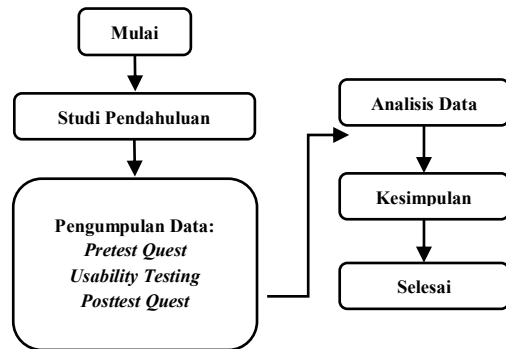 Mulai
Studi Pendahuluan
Pengumpulan Data:
Pretest Quest
Usability Testing
Posttest Quest
Analisis Data
Kesimpulan
Selesai